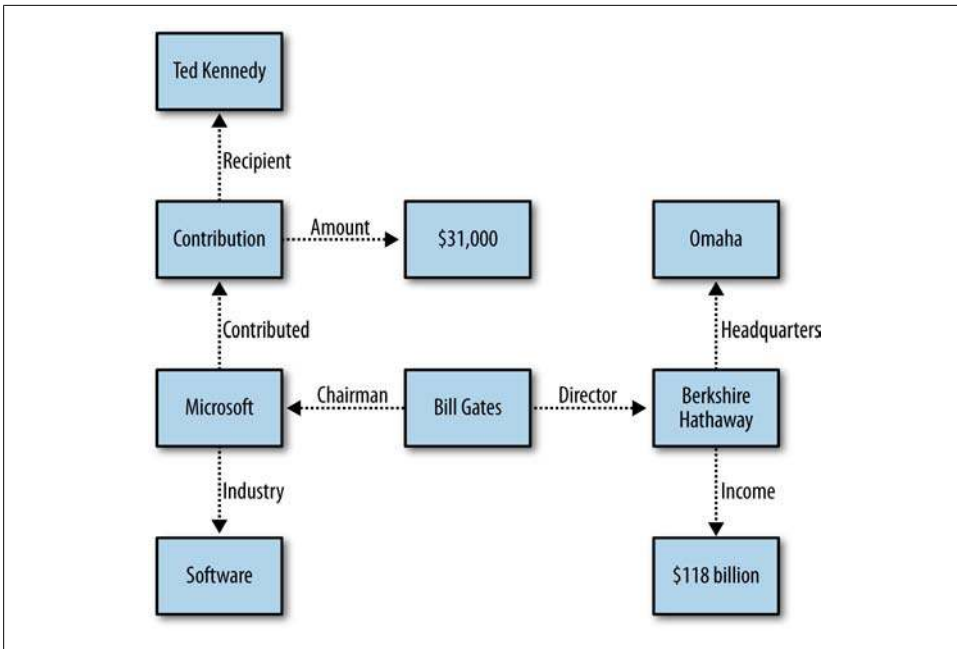 Ted Kennedy
Recipient
Contribution
Amount
$31,000
Omaha
Contributed
Headquarters
Microsoft
Chairman
Bill Gates
Director
Berkshire
Hathaway
Industry
Income
Software
$118 billion